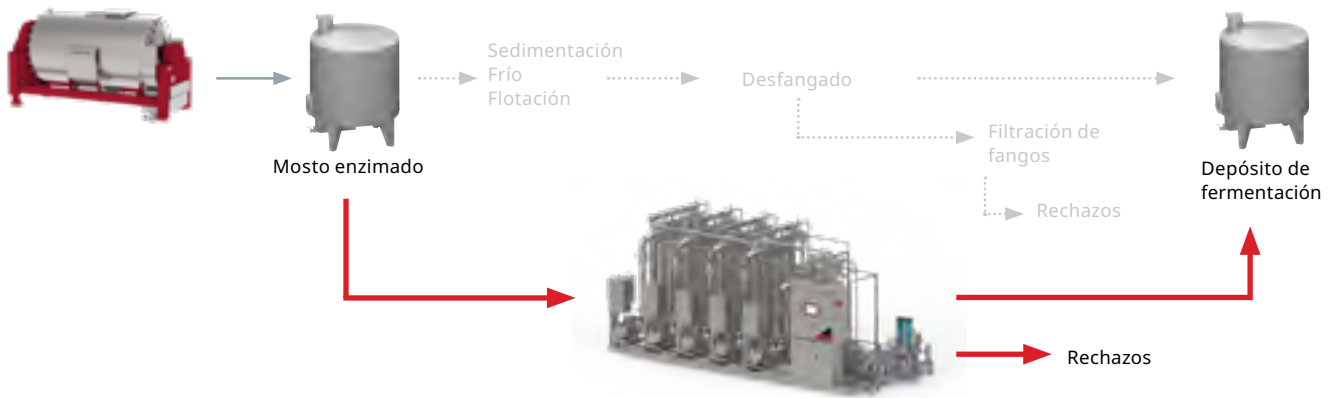 Sedimentación
Frío
Flotación
Desfangado
Filtración de
fangos
Rechazos
Mosto enzimado
Depósito de
fermentación
Rechazos